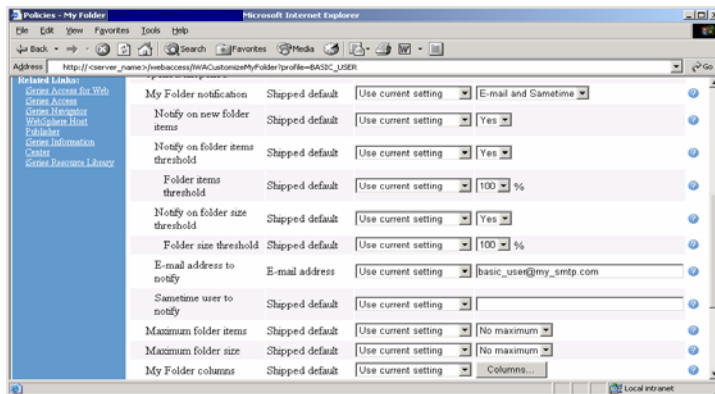 Policies - My Folder Microsoft Internet Explorer
File Edit View Favorites Tools Help
Back Search Favorites Media
Address http://<server_name>/webaccess/iWACustomizeMyFolder?profile=BASIC_USER Go
Related Links:
iSeries Access for Web
iSeries Access
iSeries Navigator
WebSphere Host
Publisher
iSeries Information
Center
iSeries Resource Library
My Folder notification Shipped default Use current setting E-mail and Sametime
Notify on new folder
items Shipped default Use current setting Yes
Notify on folder items
threshold Shipped default Use current setting Yes
Folder items
threshold Shipped default Use current setting 100 %
Notify on folder size
threshold Shipped default Use current setting Yes
Folder size threshold Shipped default Use current setting 100 %
E-mail address to
notify E-mail address Use current setting basic_user@my_smtp.com
Sametime user to
notify Shipped default Use current setting
Maximum folder items Shipped default Use current setting No maximum
Maximum folder size Shipped default Use current setting No maximum
My Folder columns Shipped default Use current setting Columns...
Local intranet